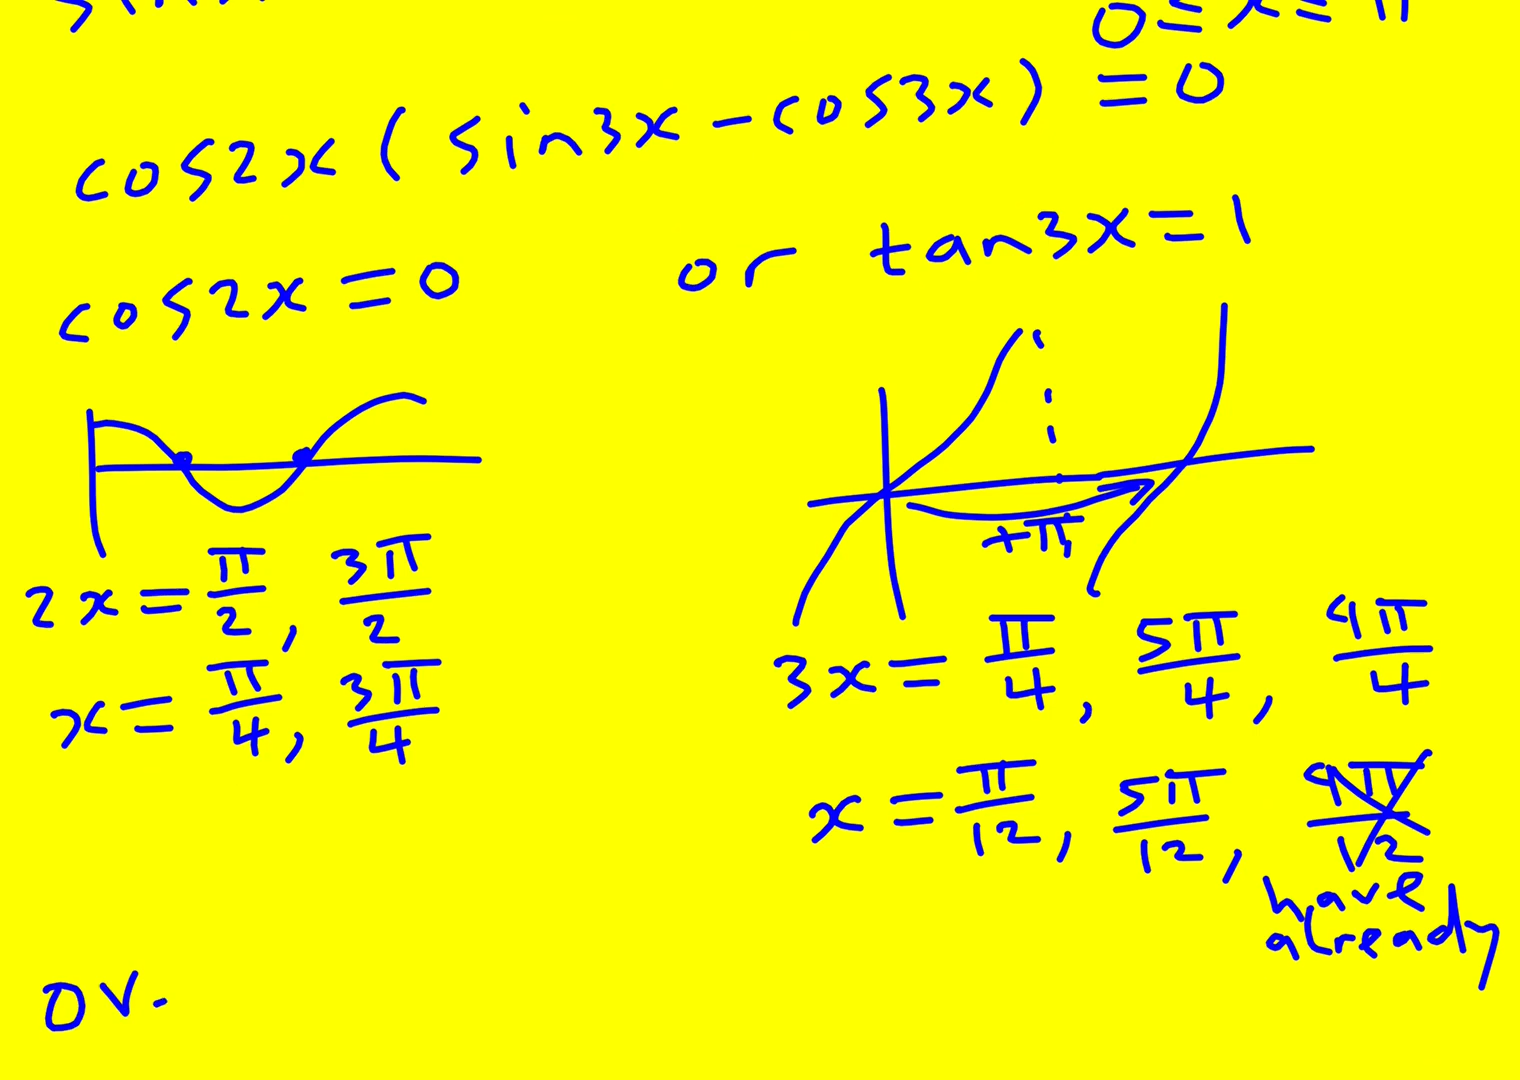 0 ≤ x ≤ π
cos2x ( sin3x - cos3x ) = 0
cos2x = 0 or tan3x = 1
+π
2x = π/2, 3π/2
3x = π/4, 5π/4, 9π/4
x = π/4, 3π/4
x = π/12, 5π/12, 9π/12
have
already